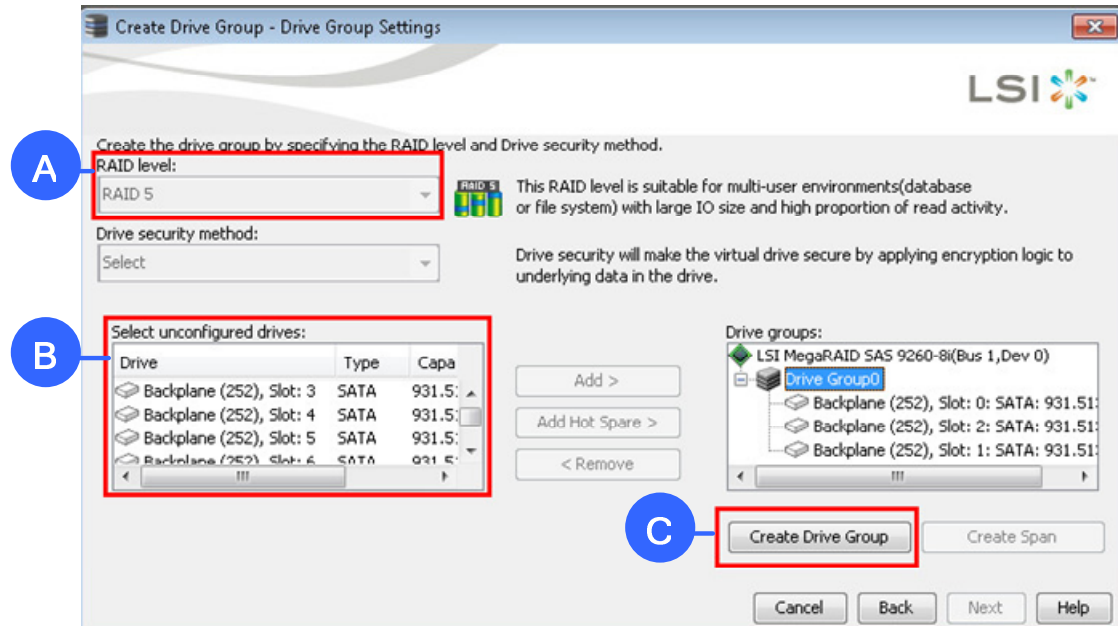 Create Drive Group - Drive Group Settings
LSI
Create the drive group by specifying the RAID level and Drive security method.
A
RAID level:
RAID 5
RAID 5
This RAID level is suitable for multi-user environments(database
or file system) with large IO size and high proportion of read activity.
Drive security method:
Select
Drive security will make the virtual drive secure by applying encryption logic to
underlying data in the drive.
B
Select unconfigured drives:
Drive Type Capa
Backplane (252), Slot: 3 SATA 931.5
Backplane (252), Slot: 4 SATA 931.5
Backplane (252), Slot: 5 SATA 931.5
Backplane (252), Slot: 6 SATA 931.5
Add >
Add Hot Spare >
< Remove
Drive groups:
LSI MegaRAID SAS 9260-8i(Bus 1,Dev 0)
Drive Group0
Backplane (252), Slot: 0: SATA: 931.51
Backplane (252), Slot: 2: SATA: 931.51
Backplane (252), Slot: 1: SATA: 931.51
C
Create Drive Group
Create Span
Cancel
Back
Next
Help